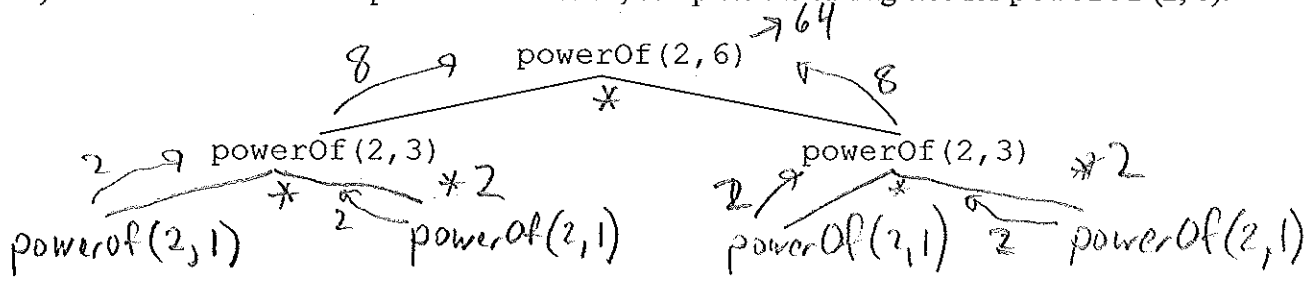 powerOf(2,6) → 64
8 8
*
powerOf(2,3) powerOf(2,3)
2 * *2 2 2 * *2 2
powerOf(2,1) powerOf(2,1) powerOf(2,1) powerOf(2,1)